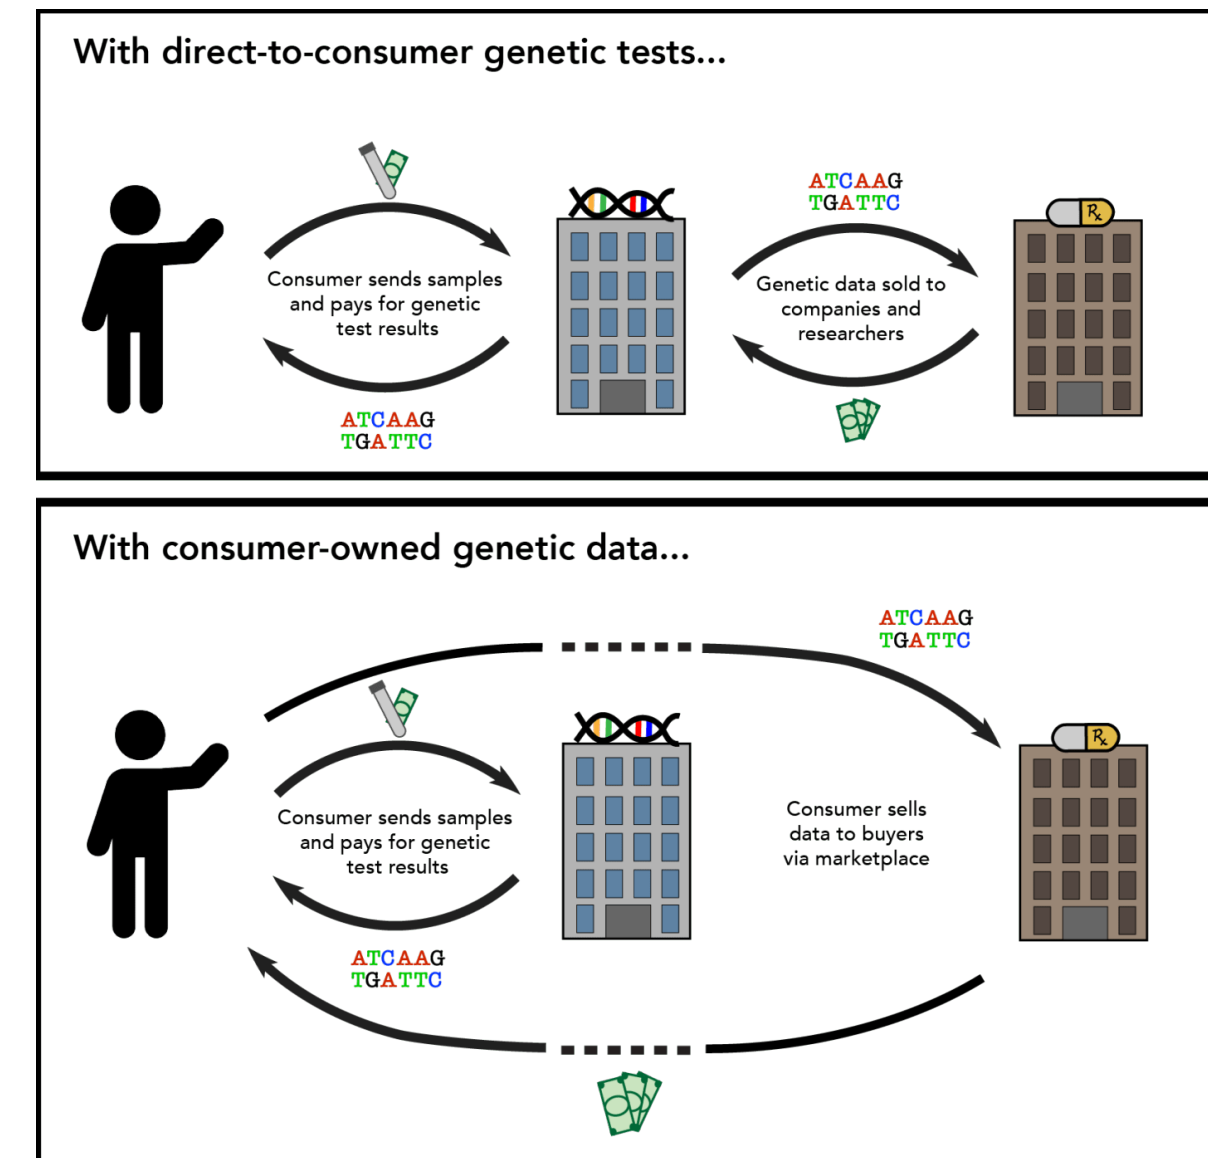 With direct-to-consumer genetic tests...
ATCAAG
TGATTC
Rx
Consumer sends samples
and pays for genetic
test results
Genetic data sold to
companies and
researchers
ATCAAG
TGATTC
With consumer-owned genetic data...
ATCAAG
TGATTC
Rx
Consumer sends samples
and pays for genetic
test results
Consumer sells
data to buyers
via marketplace
ATCAAG
TGATTC